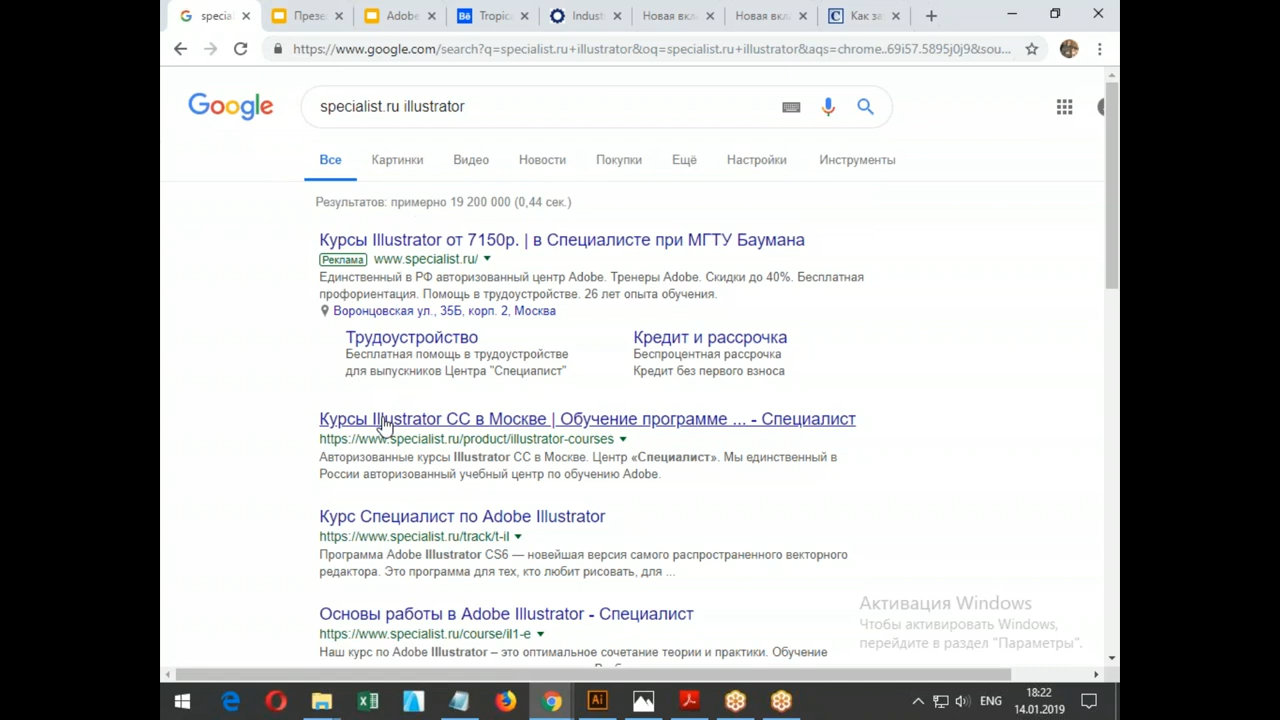 specia
Презе
Adobe
Tropic
Indust
Новая вкл
Новая вкл
Как за
https://www.google.com/search?q=specialist.ru+illustrator&oq=specialist.ru+illustrator&aqs=chrome..69i57.5895j0j9&sou...
Google
specialist.ru illustrator
Все
Картинки
Видео
Новости
Покупки
Ещё
Настройки
Инструменты
Результатов: примерно 19 200 000 (0,44 сек.)
Курсы Illustrator от 7150р. | в Специалисте при МГТУ Баумана
Реклама www.specialist.ru/
Единственный в РФ авторизованный центр Adobe. Тренеры Adobe. Скидки до 40%. Бесплатная
профориентация. Помощь в трудоустройстве. 26 лет опыта обучения.
Воронцовская ул., 35Б, корп. 2, Москва
Трудоустройство
Бесплатная помощь в трудоустройстве
для выпускников Центра "Специалист"
Кредит и рассрочка
Беспроцентная рассрочка
Кредит без первого взноса
Курсы Illustrator CC в Москве | Обучение программе ... - Специалист
https://www.specialist.ru/product/illustrator-courses
Авторизованные курсы Illustrator CC в Москве. Центр «Специалист». Мы единственный в
России авторизованный учебный центр по обучению Adobe.
Курс Специалист по Adobe Illustrator
https://www.specialist.ru/track/t-il
Программа Adobe Illustrator CS6 — новейшая версия самого распространенного векторного
редактора. Это программа для тех, кто любит рисовать, для ...
Основы работы в Adobe Illustrator - Специалист
https://www.specialist.ru/course/il1-e
Наш курс по Adobe Illustrator – это оптимальное сочетание теории и практики. Обучение
Активация Windows
Чтобы активировать Windows,
перейдите в раздел "Параметры".
ENG
18:22
14.01.2019